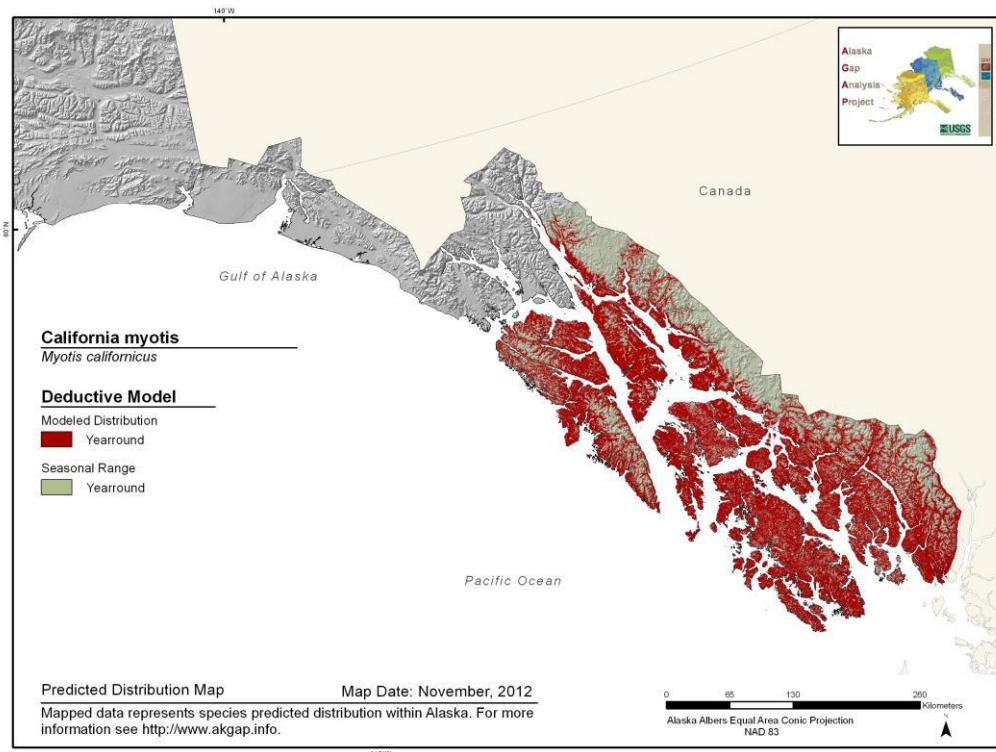 140°W
Alaska
Gap
Analysis
Project
USGS
Canada
60°N
Gulf of Alaska
California myotis
Myotis californicus
Deductive Model
Modeled Distribution
Yearround
Seasonal Range
Yearround
Pacific Ocean
Predicted Distribution Map Map Date: November, 2012
Mapped data represents species predicted distribution within Alaska. For more
information see http://www.akgap.info.
0 65 130 260
Kilometers
Alaska Albers Equal Area Conic Projection
NAD 83
N